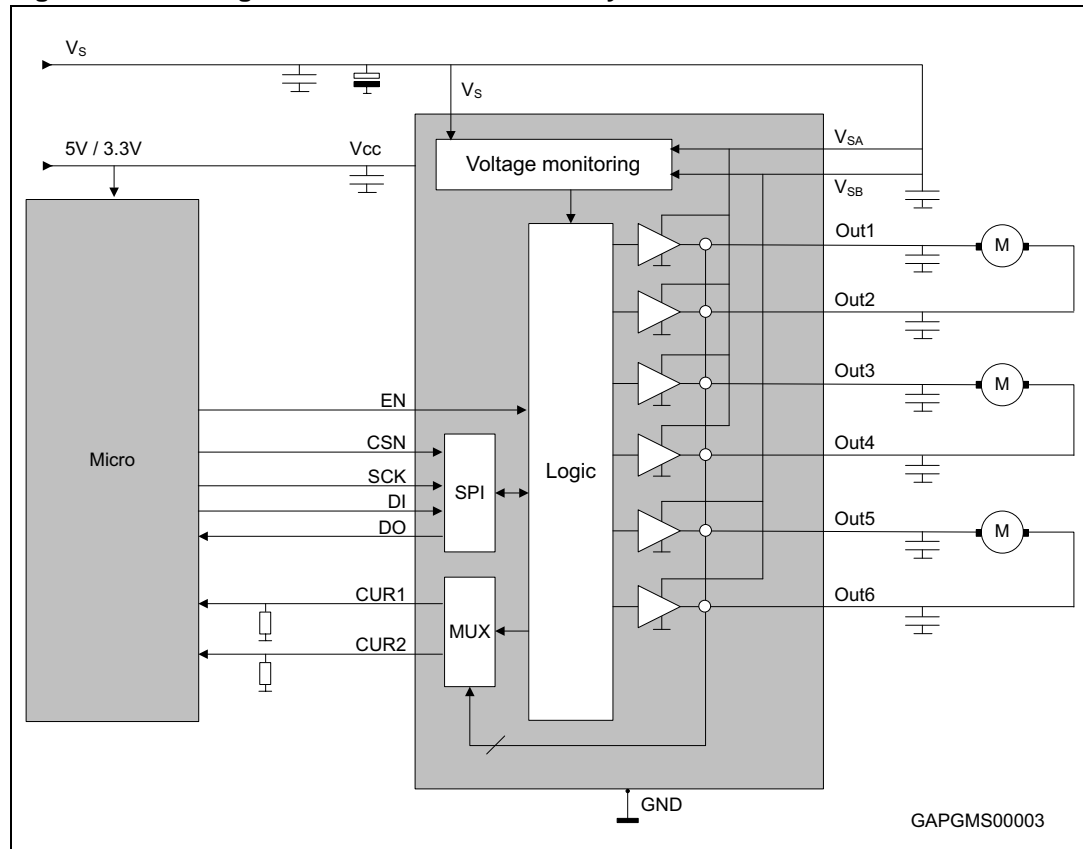 Vs
Vs
5V / 3.3V
Vcc
Voltage monitoring
VSA
VSB
Out1
M
Out2
Out3
M
EN
Out4
CSN
Micro
Logic
SCK
SPI
DI
Out5
M
DO
CUR1
Out6
MUX
CUR2
GND
GAPGMS00003